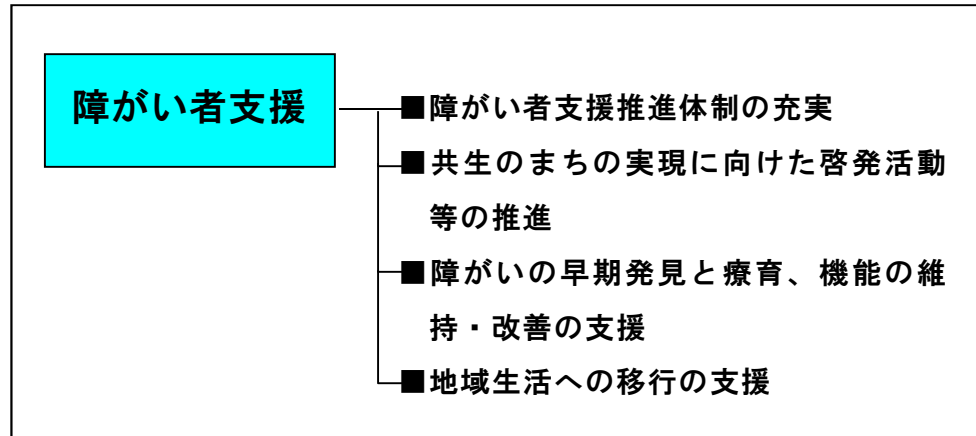 障がい者支援
■障がい者支援推進体制の充実
■共生のまちの実現に向けた啓発活動
等の推進
■障がいの早期発見と療育、機能の維
持・改善の支援
■地域生活への移行の支援